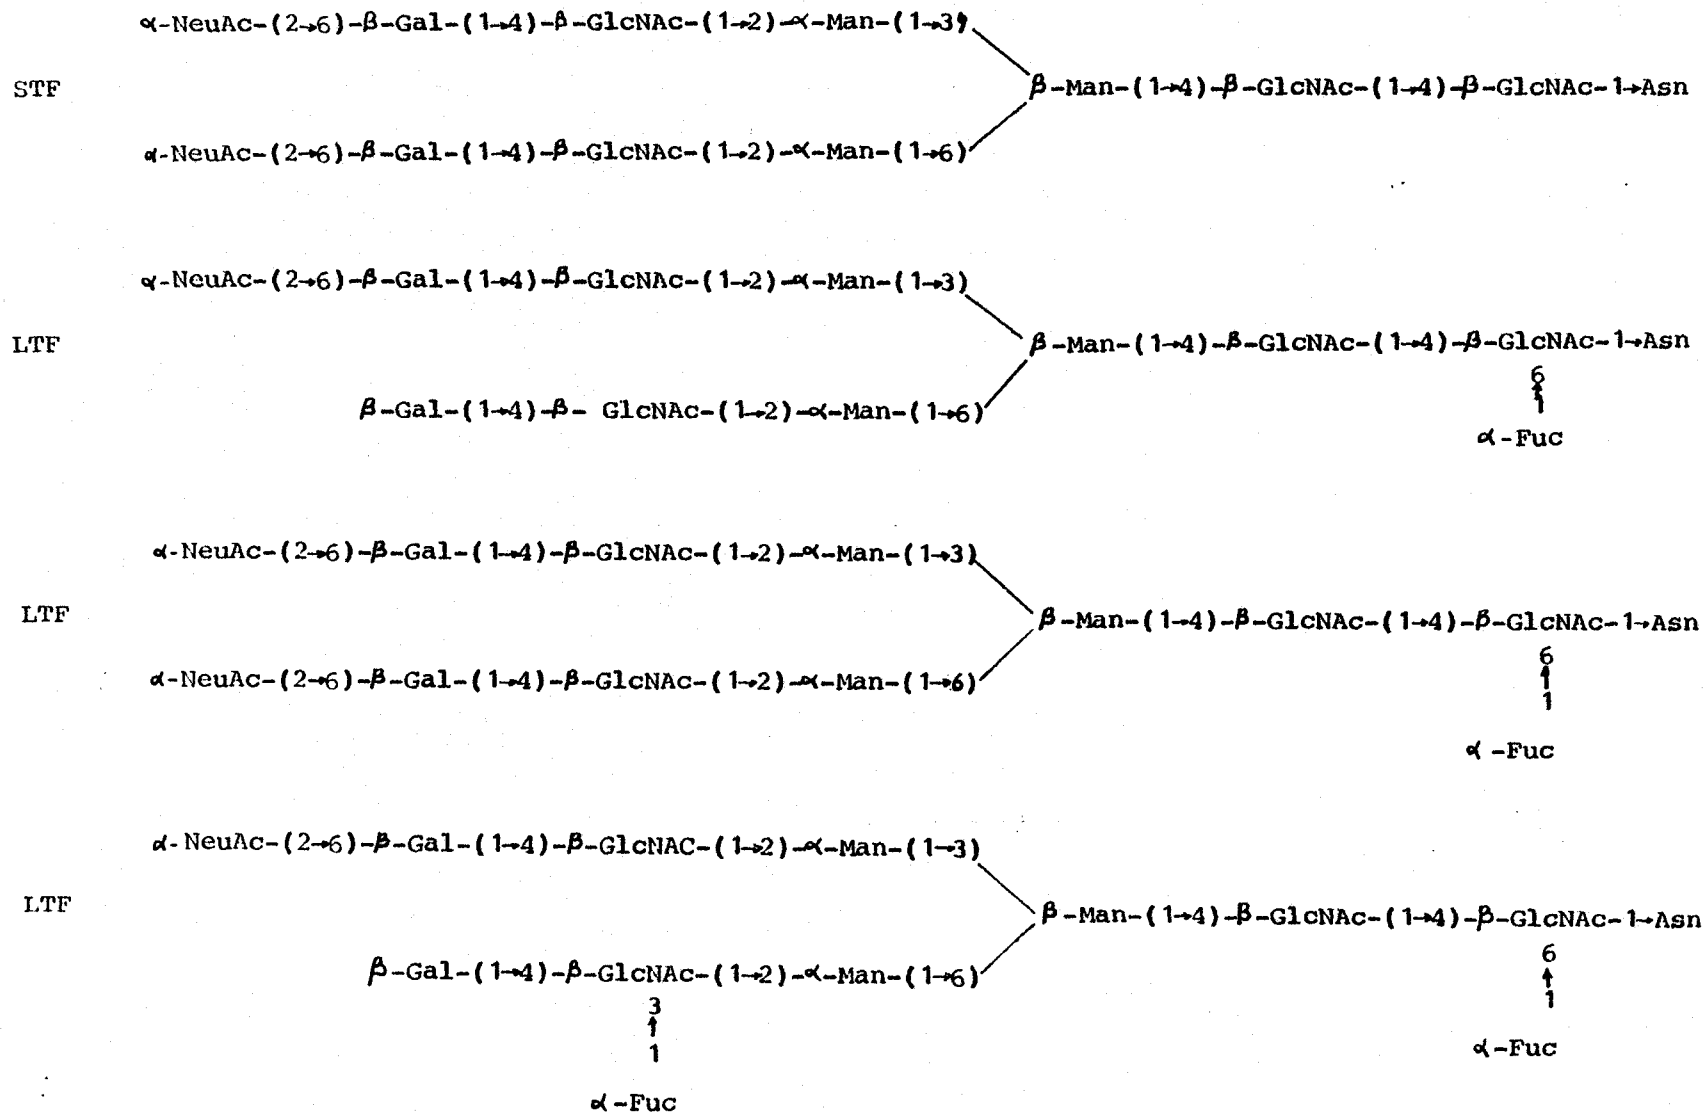 α-NeuAc-(2→6)-β-Gal-(1→4)-β-GlcNAc-(1→2)-α-Man-(1→3)
STF
β-Man-(1→4)-β-GlcNAc-(1→4)-β-GlcNAc-1→Asn
α-NeuAc-(2→6)-β-Gal-(1→4)-β-GlcNAc-(1→2)-α-Man-(1→6)
α-NeuAc-(2→6)-β-Gal-(1→4)-β-GlcNAc-(1→2)-α-Man-(1→3)
LTF
β-Man-(1→4)-β-GlcNAc-(1→4)-β-GlcNAc-1→Asn
6
↑
1
β-Gal-(1→4)-β- GlcNAc-(1→2)-α-Man-(1→6)
α-Fuc
α-NeuAc-(2→6)-β-Gal-(1→4)-β-GlcNAc-(1→2)-α-Man-(1→3)
LTF
β-Man-(1→4)-β-GlcNAc-(1→4)-β-GlcNAc-1→Asn
6
↑
1
α-NeuAc-(2→6)-β-Gal-(1→4)-β-GlcNAc-(1→2)-α-Man-(1→6)
α-Fuc
α-NeuAc-(2→6)-β-Gal-(1→4)-β-GlcNAC-(1→2)-α-Man-(1→3)
LTF
β-Man-(1→4)-β-GlcNAc-(1→4)-β-GlcNAc-1→Asn
6
↑
1
β-Gal-(1→4)-β-GlcNAc-(1→2)-α-Man-(1→6)
3
↑
1
α-Fuc
α-Fuc